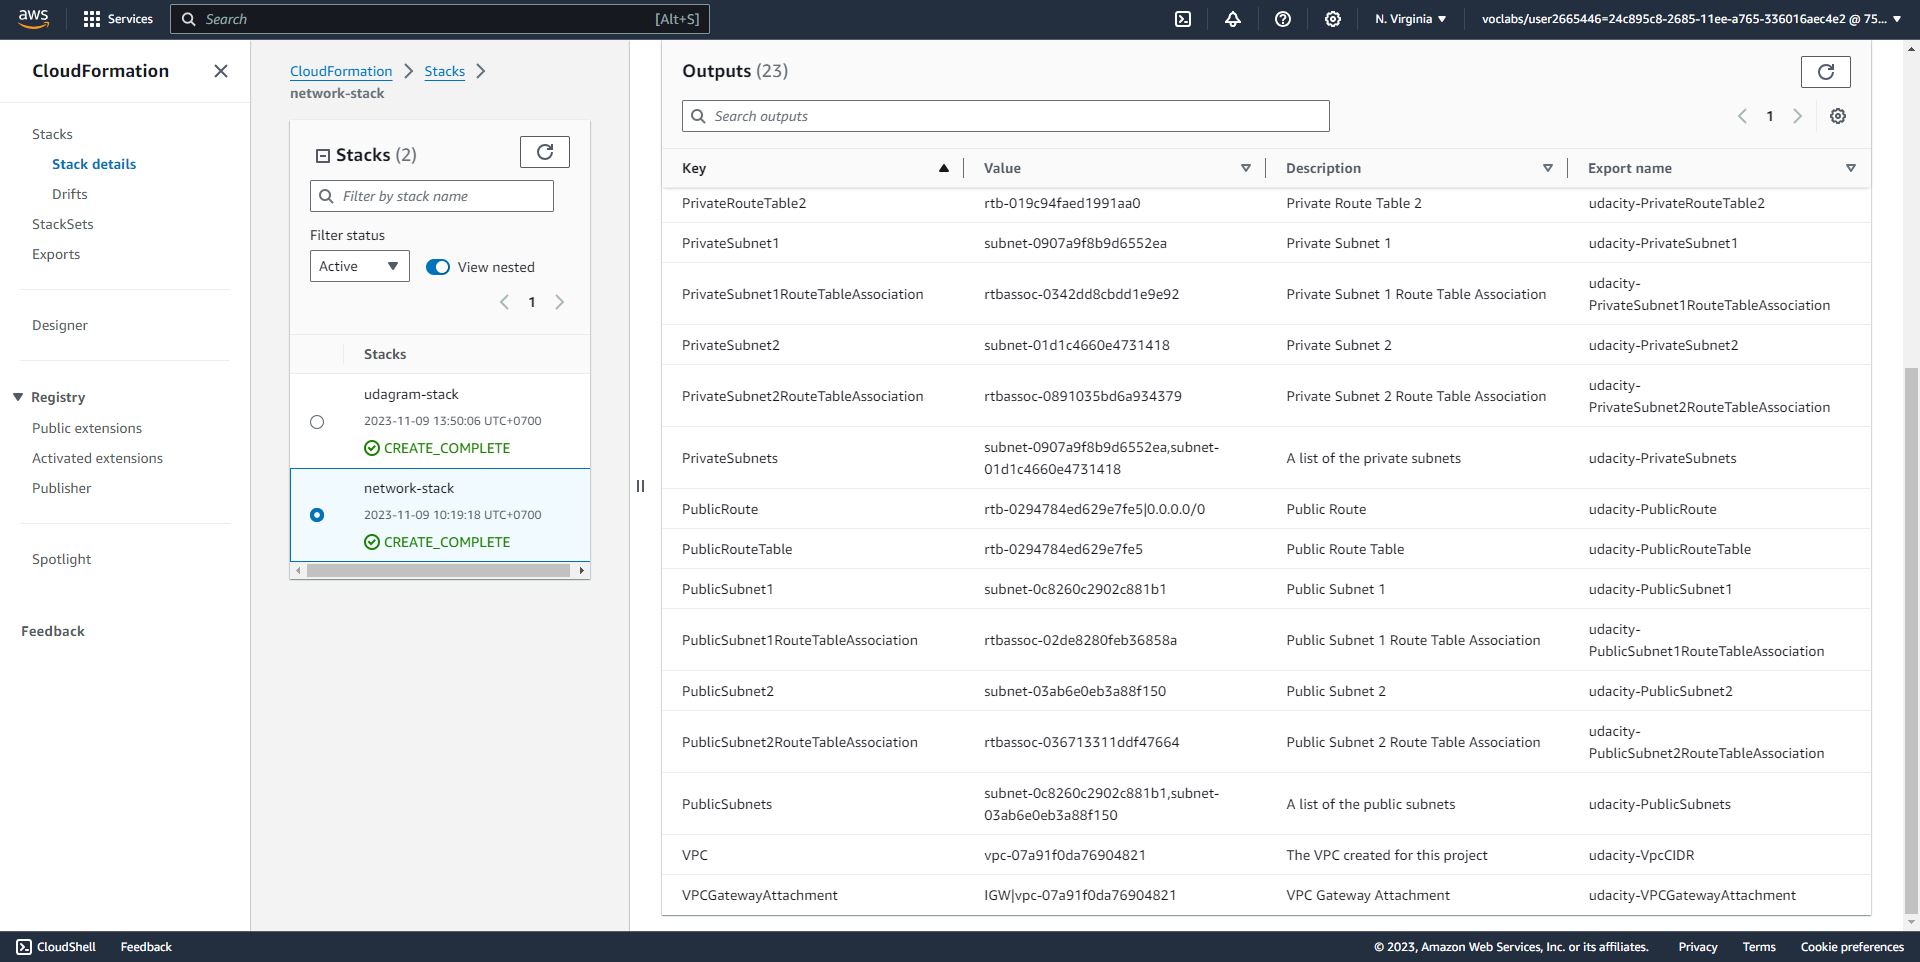 aws
Services
Search
[Alt+S]
N. Virginia
voclabs/user2665446=24c895c8-2685-11ee-a765-336016aec4e2 @ 75...
CloudFormation
Stacks
Stack details
Drifts
StackSets
Exports
Designer
Registry
Public extensions
Activated extensions
Publisher
Spotlight
Feedback
CloudFormation
Stacks
network-stack
Stacks (2)
Filter by stack name
Filter status
Active
View nested
1
Stacks
udagram-stack
2023-11-09 13:50:06 UTC+0700
CREATE_COMPLETE
network-stack
2023-11-09 10:19:18 UTC+0700
CREATE_COMPLETE
Outputs (23)
Search outputs
1
Key Value Description Export name
PrivateRouteTable2 rtb-019c94faed1991aa0 Private Route Table 2 udacity-PrivateRouteTable2
PrivateSubnet1 subnet-0907a9f8b9d6552ea Private Subnet 1 udacity-PrivateSubnet1
PrivateSubnet1RouteTableAssociation rtbassoc-0342dd8cbdd1e9e92 Private Subnet 1 Route Table Association udacity-
PrivateSubnet1RouteTableAssociation
PrivateSubnet2 subnet-01d1c4660e4731418 Private Subnet 2 udacity-PrivateSubnet2
PrivateSubnet2RouteTableAssociation rtbassoc-0891035bd6a934379 Private Subnet 2 Route Table Association udacity-
PrivateSubnet2RouteTableAssociation
PrivateSubnets subnet-0907a9f8b9d6552ea,subnet-
01d1c4660e4731418 A list of the private subnets udacity-PrivateSubnets
PublicRoute rtb-0294784ed629e7fe5|0.0.0.0/0 Public Route udacity-PublicRoute
PublicRouteTable rtb-0294784ed629e7fe5 Public Route Table udacity-PublicRouteTable
PublicSubnet1 subnet-0c8260c2902c881b1 Public Subnet 1 udacity-PublicSubnet1
PublicSubnet1RouteTableAssociation rtbassoc-02de8280feb36858a Public Subnet 1 Route Table Association udacity-
PublicSubnet1RouteTableAssociation
PublicSubnet2 subnet-03ab6e0eb3a88f150 Public Subnet 2 udacity-PublicSubnet2
PublicSubnet2RouteTableAssociation rtbassoc-036713311ddf47664 Public Subnet 2 Route Table Association udacity-
PublicSubnet2RouteTableAssociation
PublicSubnets subnet-0c8260c2902c881b1,subnet-
03ab6e0eb3a88f150 A list of the public subnets udacity-PublicSubnets
VPC vpc-07a91f0da76904821 The VPC created for this project udacity-VpcCIDR
VPCGatewayAttachment IGW|vpc-07a91f0da76904821 VPC Gateway Attachment udacity-VPCGatewayAttachment
CloudShell
Feedback
© 2023, Amazon Web Services, Inc. or its affiliates.
Privacy
Terms
Cookie preferences